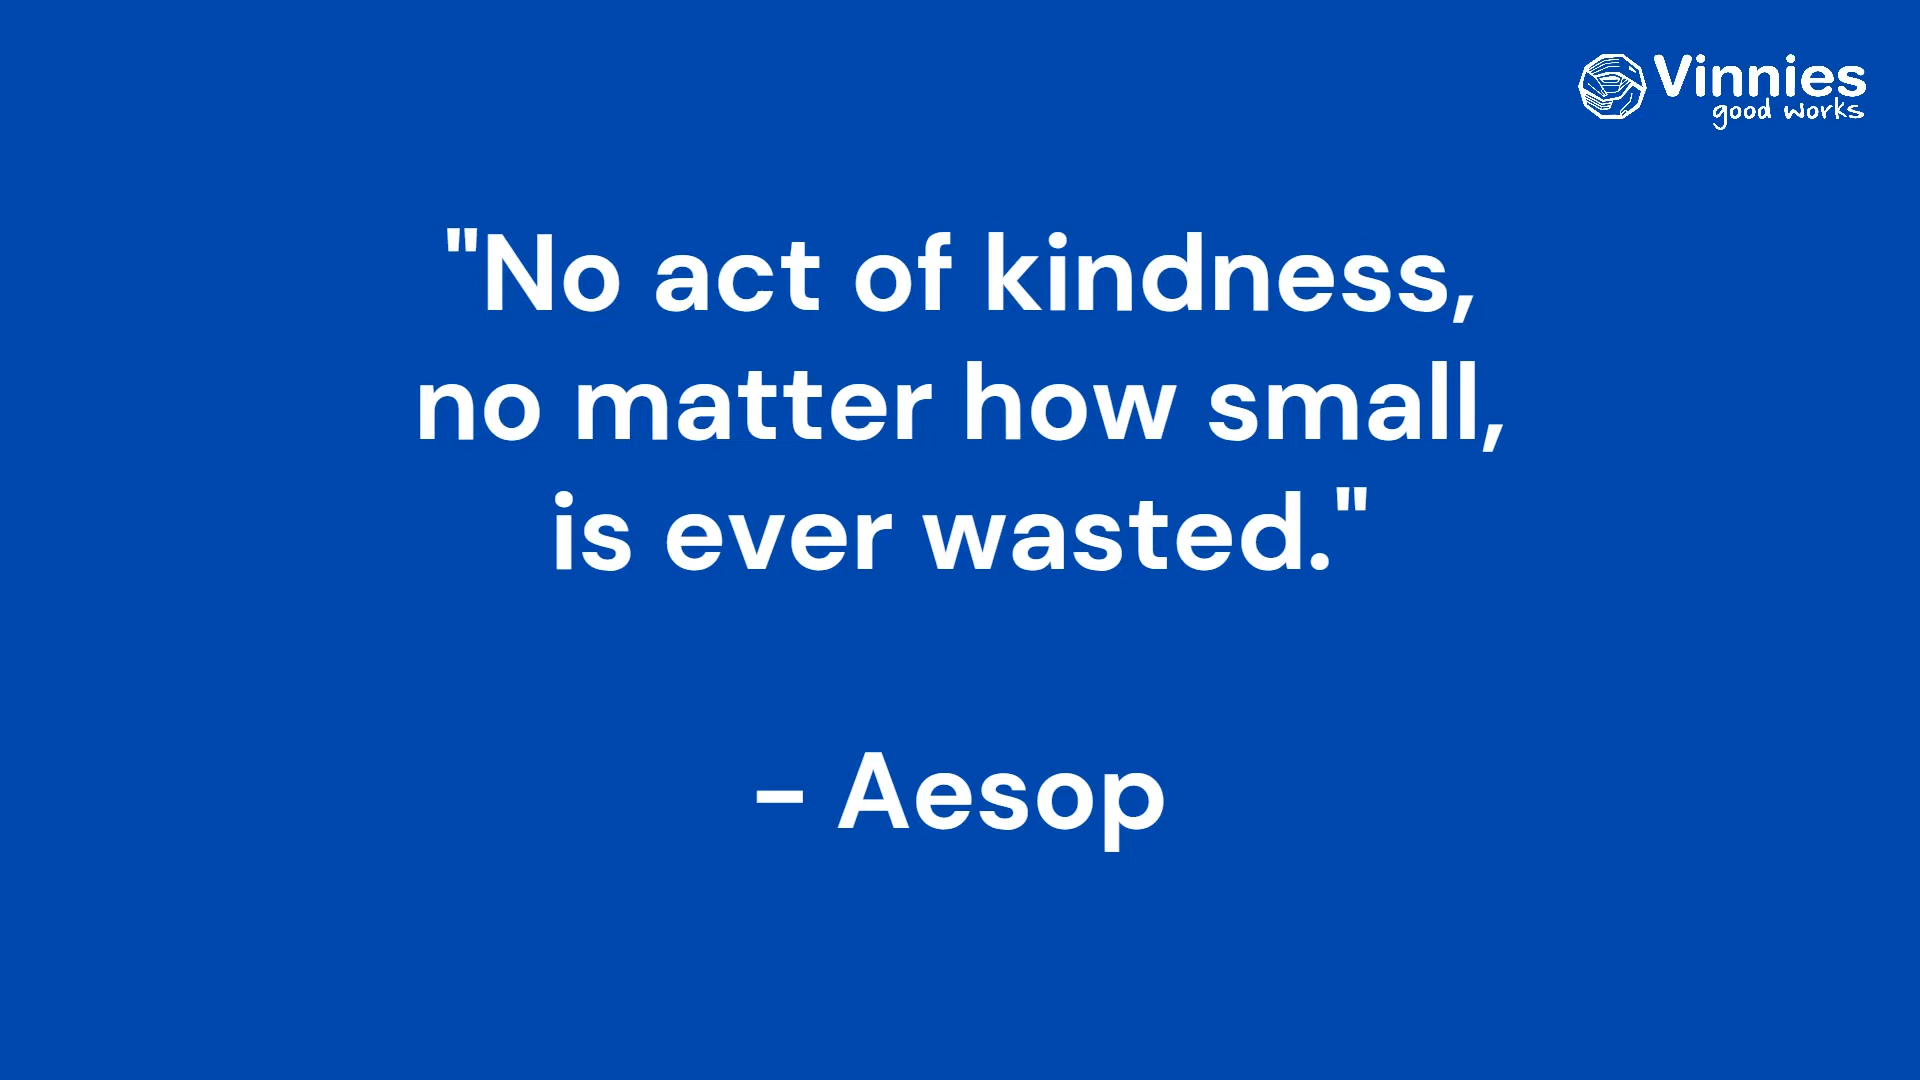 Vinnies
good works
"No act of kindness,
no matter how small,
is ever wasted."
- Aesop